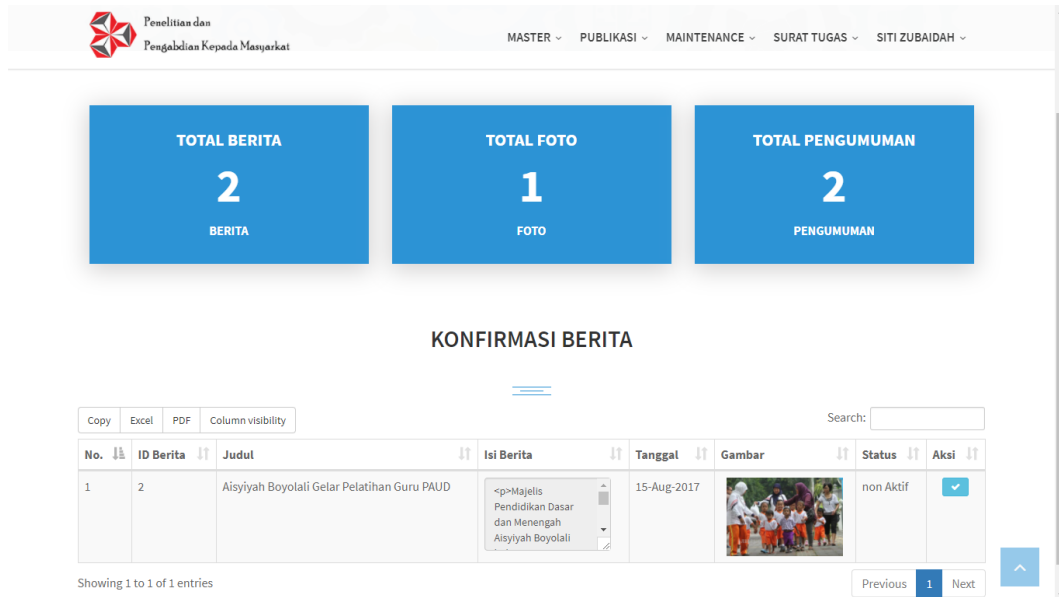 Penelitian dan
Pengabdian Kepada Masyarkat
MASTER PUBLIKASI MAINTENANCE SURAT TUGAS SITI ZUBAIDAH
TOTAL BERITA
2
BERITA
TOTAL FOTO
1
FOTO
TOTAL PENGUMUMAN
2
PENGUMUMAN
KONFIRMASI BERITA
Copy Excel PDF Column visibility
Search:
No. ID Berita Judul Isi Berita Tanggal Gambar Status Aksi
1 2 Aisyiyah Boyolali Gelar Pelatihan Guru PAUD
<p>Majelis
Pendidikan Dasar
dan Menengah
Aisyiyah Boyolali
15-Aug-2017 non Aktif
Showing 1 to 1 of 1 entries
Previous 1 Next